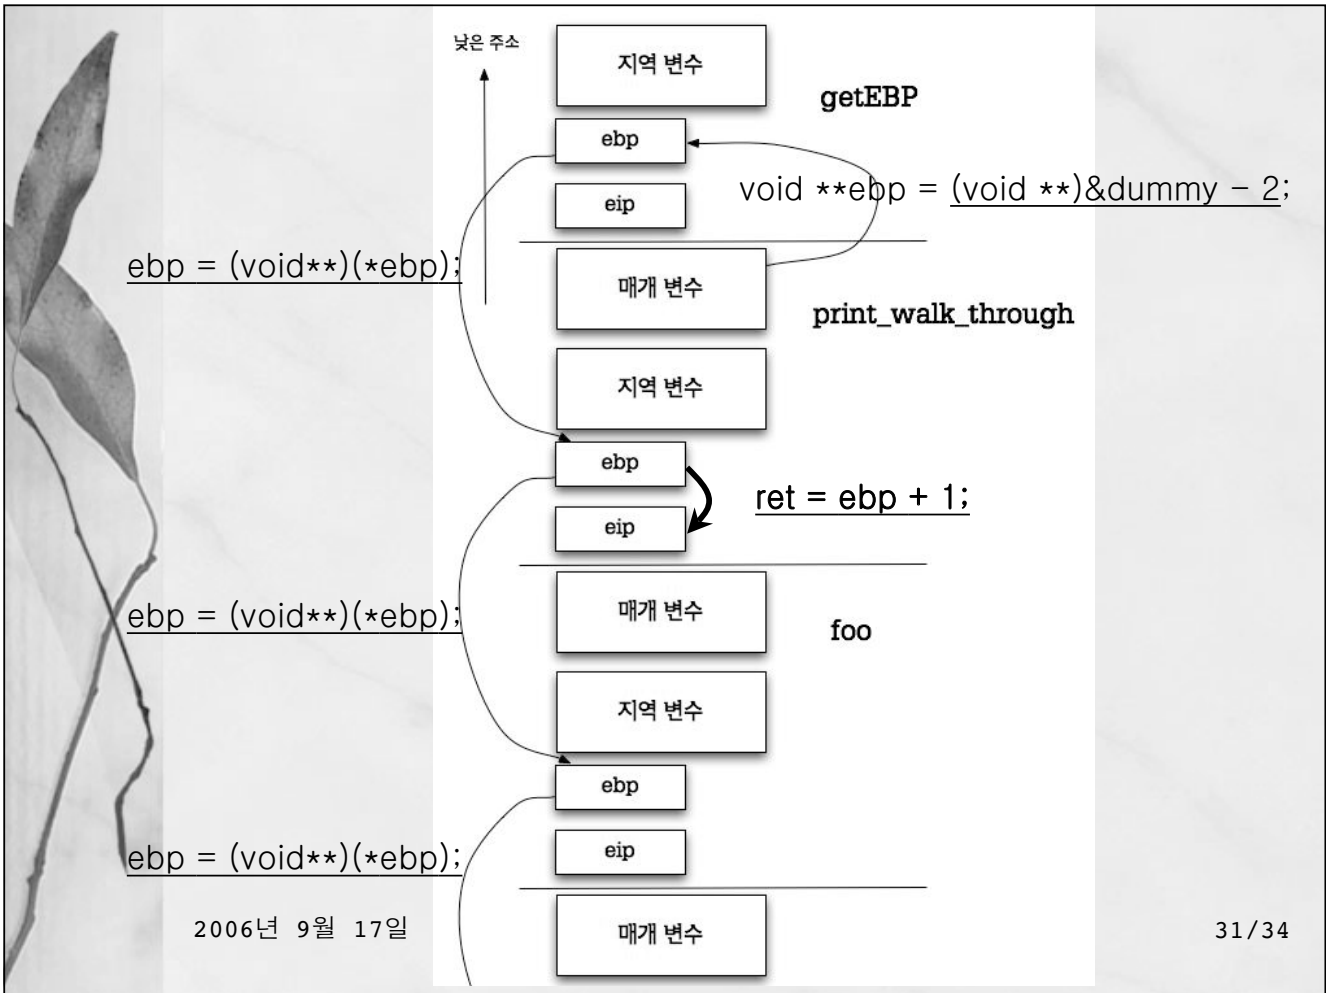 낮은 주소
지역 변수
getEBP
ebp
void **ebp = (void **)&dummy - 2;
eip
ebp = (void**)(*ebp);
매개 변수
print_walk_through
지역 변수
ebp
ret = ebp + 1;
eip
ebp = (void**)(*ebp);
매개 변수
foo
지역 변수
ebp
eip
ebp = (void**)(*ebp);
매개 변수
2006년 9월 17일
31/34